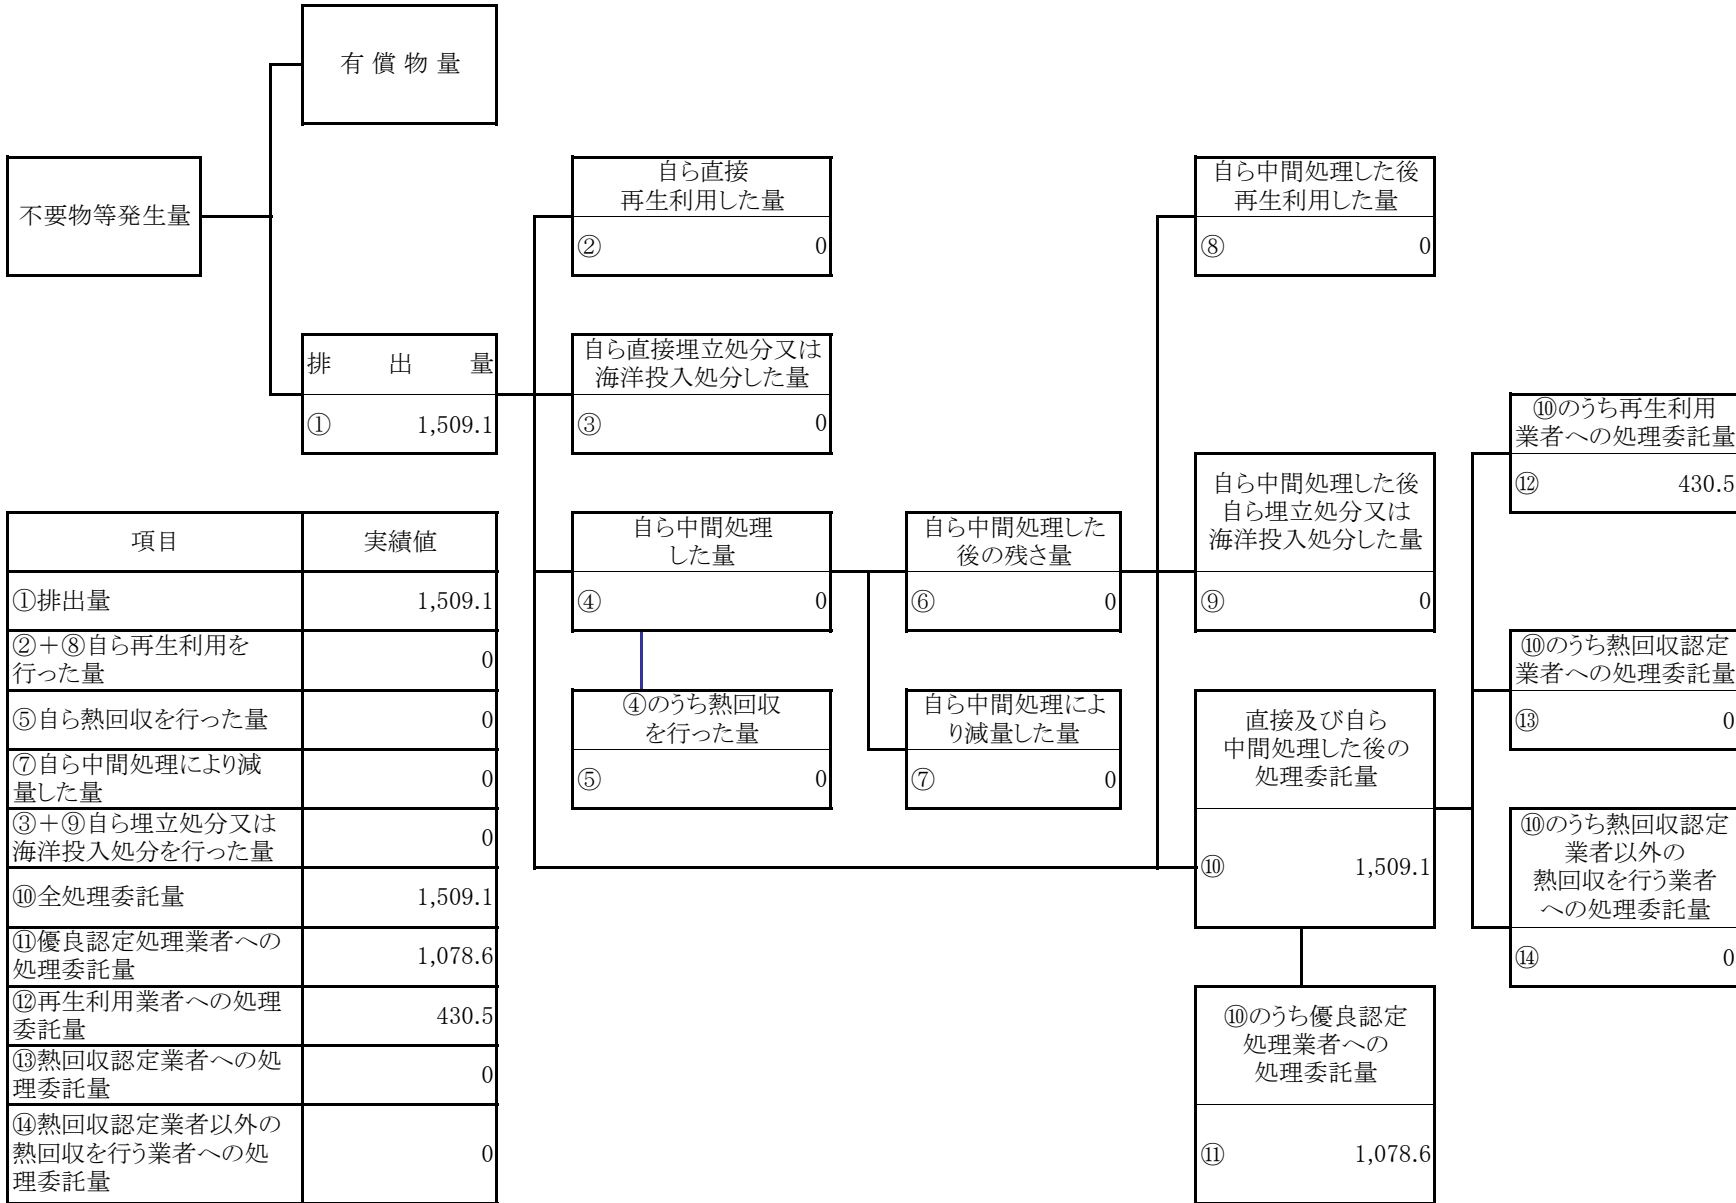 有 償 物 量
不要物等発生量
自ら直接
再生利用した量
② 0
自ら中間処理した後
再生利用した量
⑧ 0
排 出 量
① 1,509.1
自ら直接埋立処分又は
海洋投入処分した量
③ 0
⑩のうち再生利用
業者への処理委託量
⑫ 430.5
自ら中間処理
した量
④ 0
自ら中間処理した
後の残さ量
⑥ 0
自ら中間処理した後
自ら埋立処分又は
海洋投入処分した量
⑨ 0
⑩のうち熱回収認定
業者への処理委託量
⑬ 0
④のうち熱回収
を行った量
⑤ 0
自ら中間処理によ
り減量した量
⑦ 0
直接及び自ら
中間処理した後の
処理委託量
⑩ 1,509.1
⑩のうち熱回収認定
業者以外の
熱回収を行う業者
への処理委託量
⑭ 0
⑩のうち優良認定
処理業者への
処理委託量
⑪ 1,078.6
項目 実績値
①排出量 1,509.1
②+⑧自ら再生利用を
行った量 0
⑤自ら熱回収を行った量 0
⑦自ら中間処理により減
量した量 0
③+⑨自ら埋立処分又は
海洋投入処分を行った量 0
⑩全処理委託量 1,509.1
⑪優良認定処理業者への
処理委託量 1,078.6
⑫再生利用業者への処理
委託量 430.5
⑬熱回収認定業者への処
理委託量 0
⑭熱回収認定業者以外の
熱回収を行う業者への処
理委託量 0